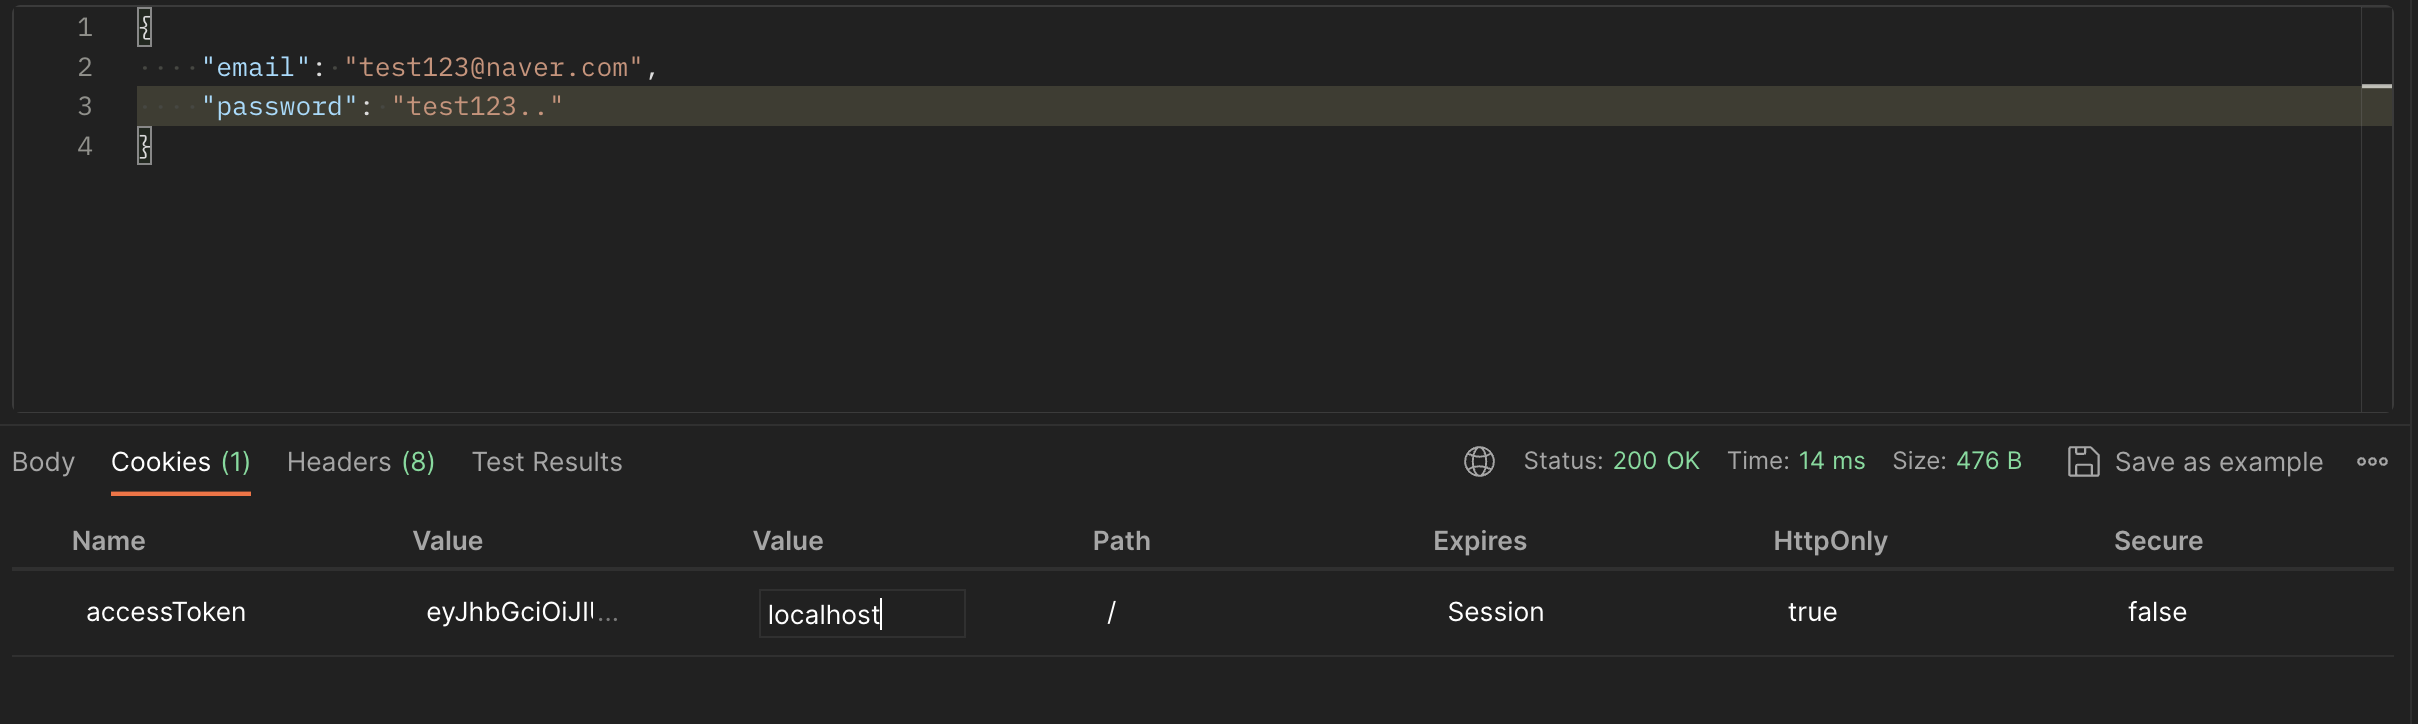 1 {
2 "email": "test123@naver.com",
3 "password": "test123.."
4 }
Body Cookies (1) Headers (8) Test Results Status: 200 OK Time: 14 ms Size: 476 B Save as example
Name Value Value Path Expires HttpOnly Secure
accessToken eyJhbGciOiJIU... localhost / Session true false